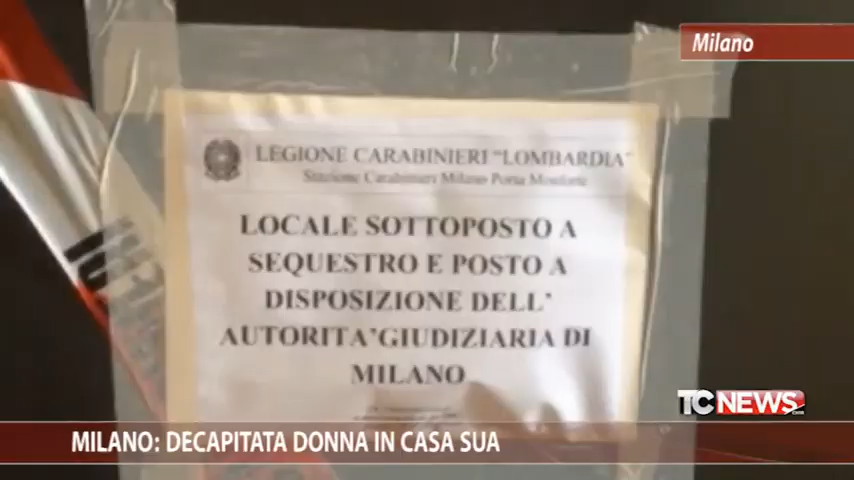 Milano
LEGIONE CARABINIERI "LOMBARDIA"
Stazione Carabinieri Milano Porta Monforte
LOCALE SOTTOPOSTO A
SEQUESTRO E POSTO A
DISPOSIZIONE DELL'
AUTORITA'GIUDIZIARIA DI
MILANO
TCNEWS.com
MILANO: DECAPITATA DONNA IN CASA SUA